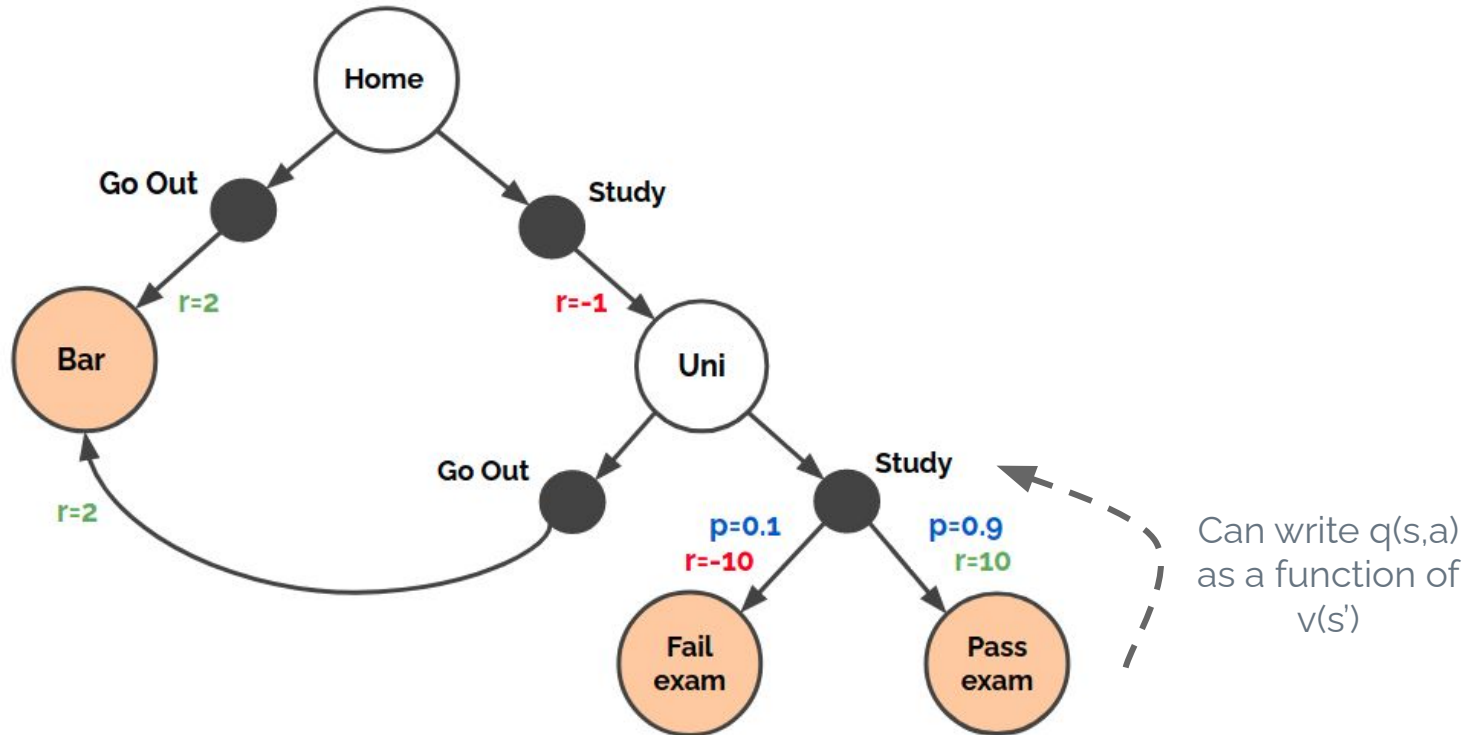 Home
Go Out
Study
r=2
r=-1
Bar
Uni
Go Out
Study
r=2
p=0.1
r=-10
p=0.9
r=10
Can write q(s,a)
as a function of
v(s')
Fail
exam
Pass
exam